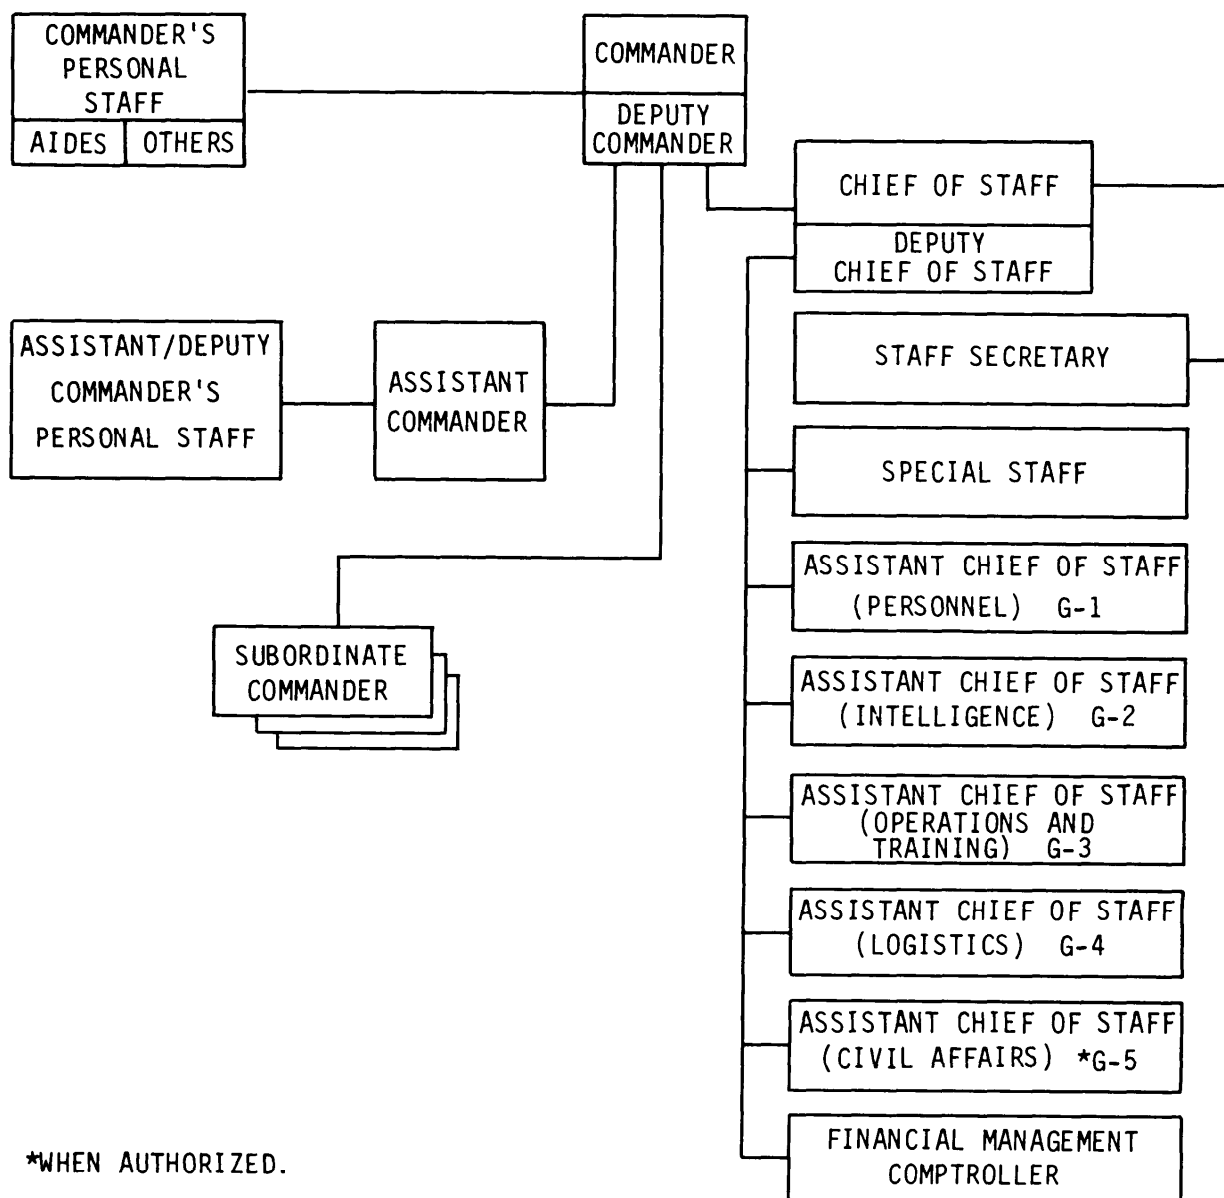 COMMANDER'S
PERSONAL
STAFF
AIDES
OTHERS
COMMANDER
DEPUTY
COMMANDER
CHIEF OF STAFF
DEPUTY
CHIEF OF STAFF
ASSISTANT/DEPUTY
COMMANDER'S
PERSONAL STAFF
ASSISTANT
COMMANDER
STAFF SECRETARY
SPECIAL STAFF
ASSISTANT CHIEF OF STAFF
(PERSONNEL) G-1
SUBORDINATE
COMMANDER
ASSISTANT CHIEF OF STAFF
(INTELLIGENCE) G-2
ASSISTANT CHIEF OF STAFF
(OPERATIONS AND
TRAINING) G-3
ASSISTANT CHIEF OF STAFF
(LOGISTICS) G-4
ASSISTANT CHIEF OF STAFF
(CIVIL AFFAIRS) *G-5
FINANCIAL MANAGEMENT
COMPTROLLER
*WHEN AUTHORIZED.